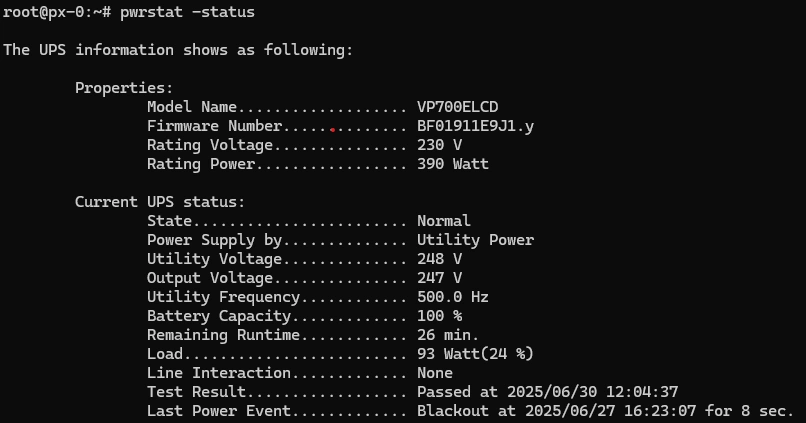 root@px-0:~# pwrstat -status
The UPS information shows as following:
Properties:
Model Name................... VP700ELCD
Firmware Number.............. BF01911E9J1.y
Rating Voltage............... 230 V
Rating Power................. 390 Watt
Current UPS status:
State........................ Normal
Power Supply by.............. Utility Power
Utility Voltage.............. 248 V
Output Voltage............... 247 V
Utility Frequency............ 500.0 Hz
Battery Capacity............. 100 %
Remaining Runtime............ 26 min.
Load......................... 93 Watt(24 %)
Line Interaction............. None
Test Result.................. Passed at 2025/06/30 12:04:37
Last Power Event............. Blackout at 2025/06/27 16:23:07 for 8 sec.